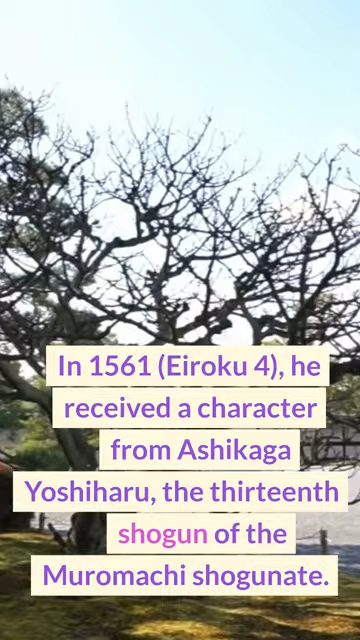 In 1561 (Eiroku 4), he
received a character
from Ashikaga
Yoshiharu, the thirteenth
shogun of the
Muromachi shogunate.